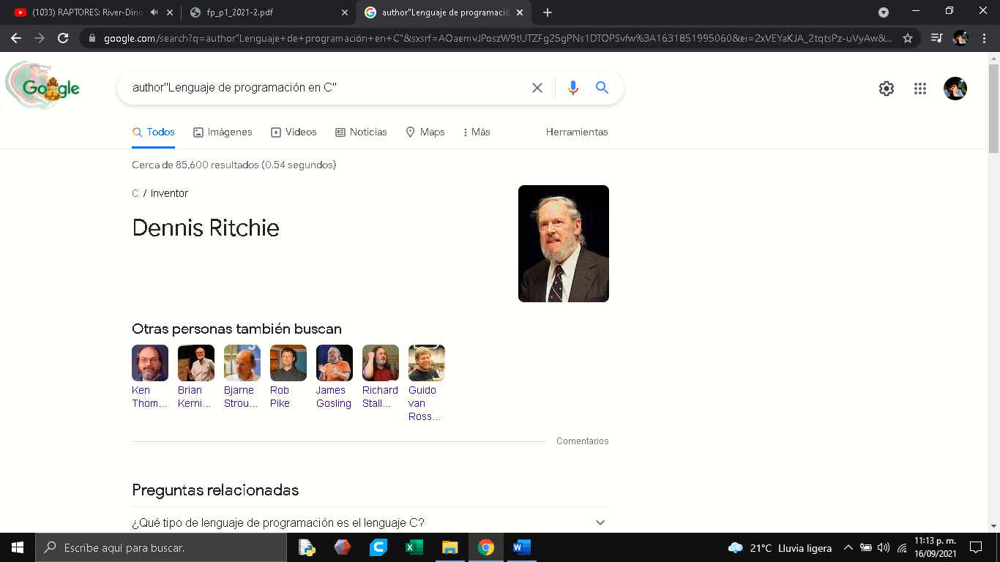 (1033) RAPTORES: River-Dino
fp_p1_2021-2.pdf
author"Lenguaje de programació
google.com/search?q=author"Lenguaje+de+programación+en+C"&sxsrf=AOaemvJPoszW9tUTZFg25gPNs1DTOPSvfw%3A1631851995060&ei=2xVEYaKJA_2tqtsPz-uVyAw&...
Google
author"Lenguaje de programación en C"
Todos Imágenes Videos Noticias Maps Más Herramientas
Cerca de 85,600 resultados (0.54 segundos)
C / Inventor
Dennis Ritchie
Otras personas también buscan
Ken Thom...
Brian Kerni...
Bjarne Strou...
Rob Pike
James Gosling
Richard Stall...
Guido van Ross...
Comentarios
Preguntas relacionadas
¿Qué tipo de lenguaje de programación es el lenguaje C?
Escribe aquí para buscar.
21°C Lluvia ligera
11:13 p. m.
16/09/2021